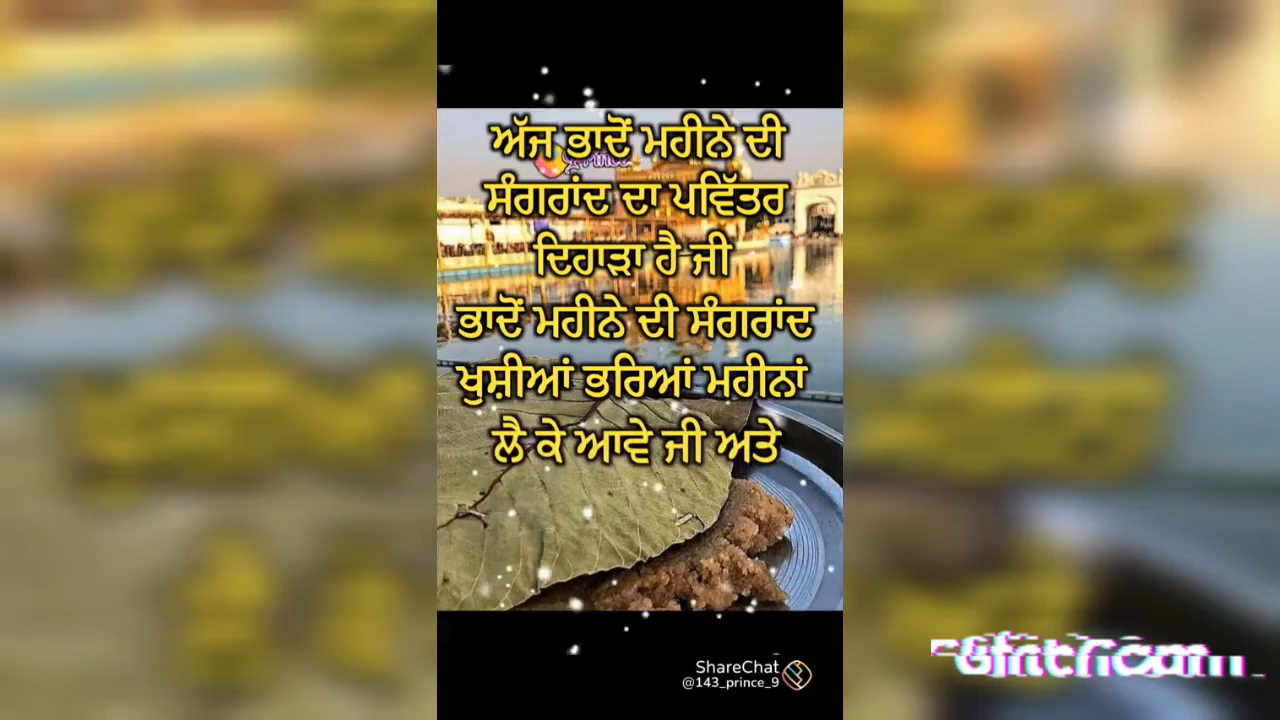 ਅੱਜ ਭਾਦੋਂ ਮਹੀਨੇ ਦੀ
ਸੰਗਰਾਂਦ ਦਾ ਪਵਿੱਤਰ
ਦਿਹਾੜਾ ਹੈ ਜੀ
ਭਾਦੋਂ ਮਹੀਨੇ ਦੀ ਸੰਗਰਾਂਦ
ਖੁਸ਼ੀਆਂ ਭਰਿਆਂ ਮਹੀਨਾਂ
ਲੈ ਕੇ ਆਵੇ ਜੀ ਅਤੇ
ShareChat
@143_prince_9